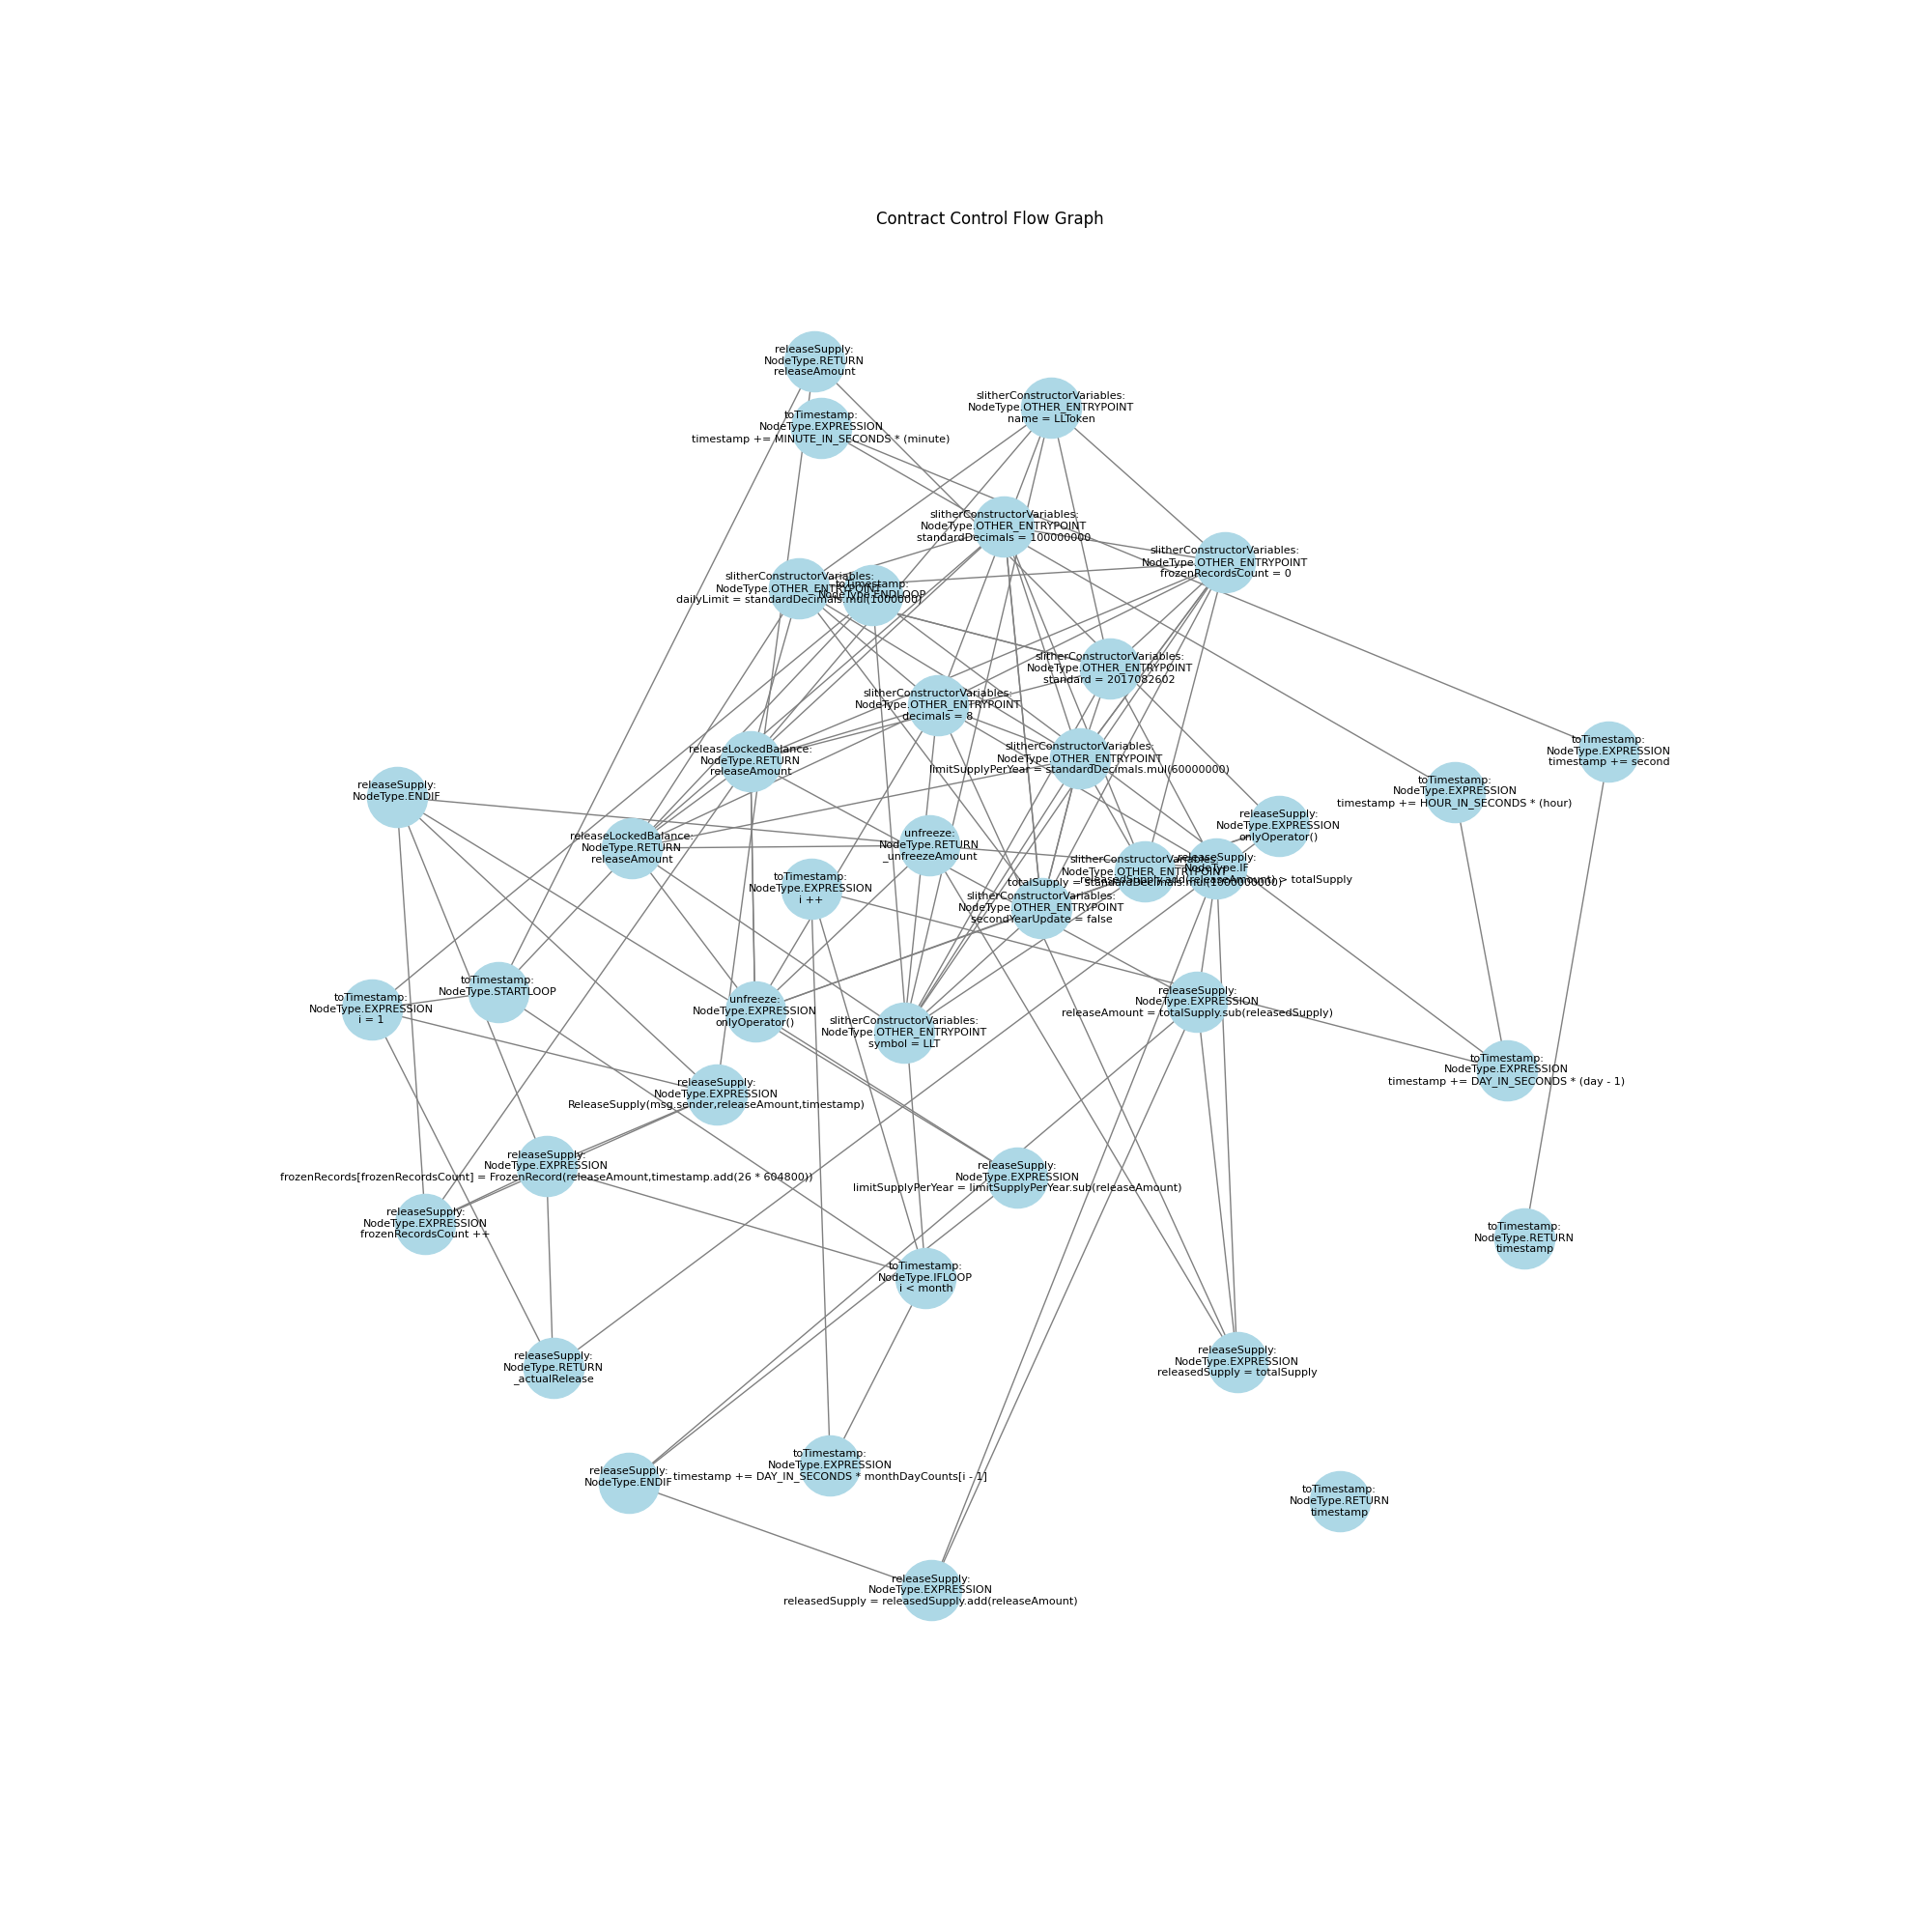 Contract Control Flow Graph
releaseSupply:
NodeType.RETURN
releaseAmount
slitherConstructorVariables:
NodeType.OTHER_ENTRYPOINT
name = LLToken
toTimestamp:
NodeType.EXPRESSION
timestamp += MINUTE_IN_SECONDS * (minute)
slitherConstructorVariables:
NodeType.OTHER_ENTRYPOINT
standardDecimals = 100000000
slitherConstructorVariables:
NodeType.OTHER_ENTRYPOINT
frozenRecordsCount = 0
slitherConstructorVariables:
NodeType.OTHER_ENTRYPOINT
dailyLimit = standardDecimals.mul(1000000)
toTimestamp:
NodeType.ENDLOOP
slitherConstructorVariables:
NodeType.OTHER_ENTRYPOINT
standard = 2017082602
slitherConstructorVariables:
NodeType.OTHER_ENTRYPOINT
decimals = 8
slitherConstructorVariables:
NodeType.OTHER_ENTRYPOINT
limitSupplyPerYear = standardDecimals.mul(60000000)
releaseLockedBalance:
NodeType.RETURN
releaseAmount
toTimestamp:
NodeType.EXPRESSION
timestamp += second
toTimestamp:
NodeType.EXPRESSION
timestamp += HOUR_IN_SECONDS * (hour)
releaseSupply:
NodeType.ENDIF
releaseSupply:
NodeType.EXPRESSION
onlyOperator()
releaseLockedBalance:
NodeType.RETURN
releaseAmount
unfreeze:
NodeType.RETURN
_unfreezeAmount
slitherConstructorVariables:
NodeType.OTHER_ENTRYPOINT
totalSupply = standardDecimals.mul(1000000000)
releaseSupply:
NodeType.IF
releasedSupply.add(releaseAmount) > totalSupply
toTimestamp:
NodeType.EXPRESSION
i ++
slitherConstructorVariables:
NodeType.OTHER_ENTRYPOINT
secondYearUpdate = false
toTimestamp:
NodeType.STARTLOOP
toTimestamp:
NodeType.EXPRESSION
i = 1
unfreeze:
NodeType.EXPRESSION
onlyOperator()
slitherConstructorVariables:
NodeType.OTHER_ENTRYPOINT
symbol = LLT
releaseSupply:
NodeType.EXPRESSION
releaseAmount = totalSupply.sub(releasedSupply)
toTimestamp:
NodeType.EXPRESSION
timestamp += DAY_IN_SECONDS * (day - 1)
releaseSupply:
NodeType.EXPRESSION
ReleaseSupply(msg.sender,releaseAmount,timestamp)
releaseSupply:
NodeType.EXPRESSION
frozenRecords[frozenRecordsCount] = FrozenRecord(releaseAmount,timestamp.add(26 * 604800))
releaseSupply:
NodeType.EXPRESSION
limitSupplyPerYear = limitSupplyPerYear.sub(releaseAmount)
releaseSupply:
NodeType.EXPRESSION
frozenRecordsCount ++
toTimestamp:
NodeType.RETURN
timestamp
toTimestamp:
NodeType.IFLOOP
i < month
releaseSupply:
NodeType.RETURN
_actualRelease
releaseSupply:
NodeType.EXPRESSION
releasedSupply = totalSupply
toTimestamp:
NodeType.EXPRESSION
timestamp += DAY_IN_SECONDS * monthDayCounts[i - 1]
releaseSupply:
NodeType.ENDIF
toTimestamp:
NodeType.RETURN
timestamp
releaseSupply:
NodeType.EXPRESSION
releasedSupply = releasedSupply.add(releaseAmount)